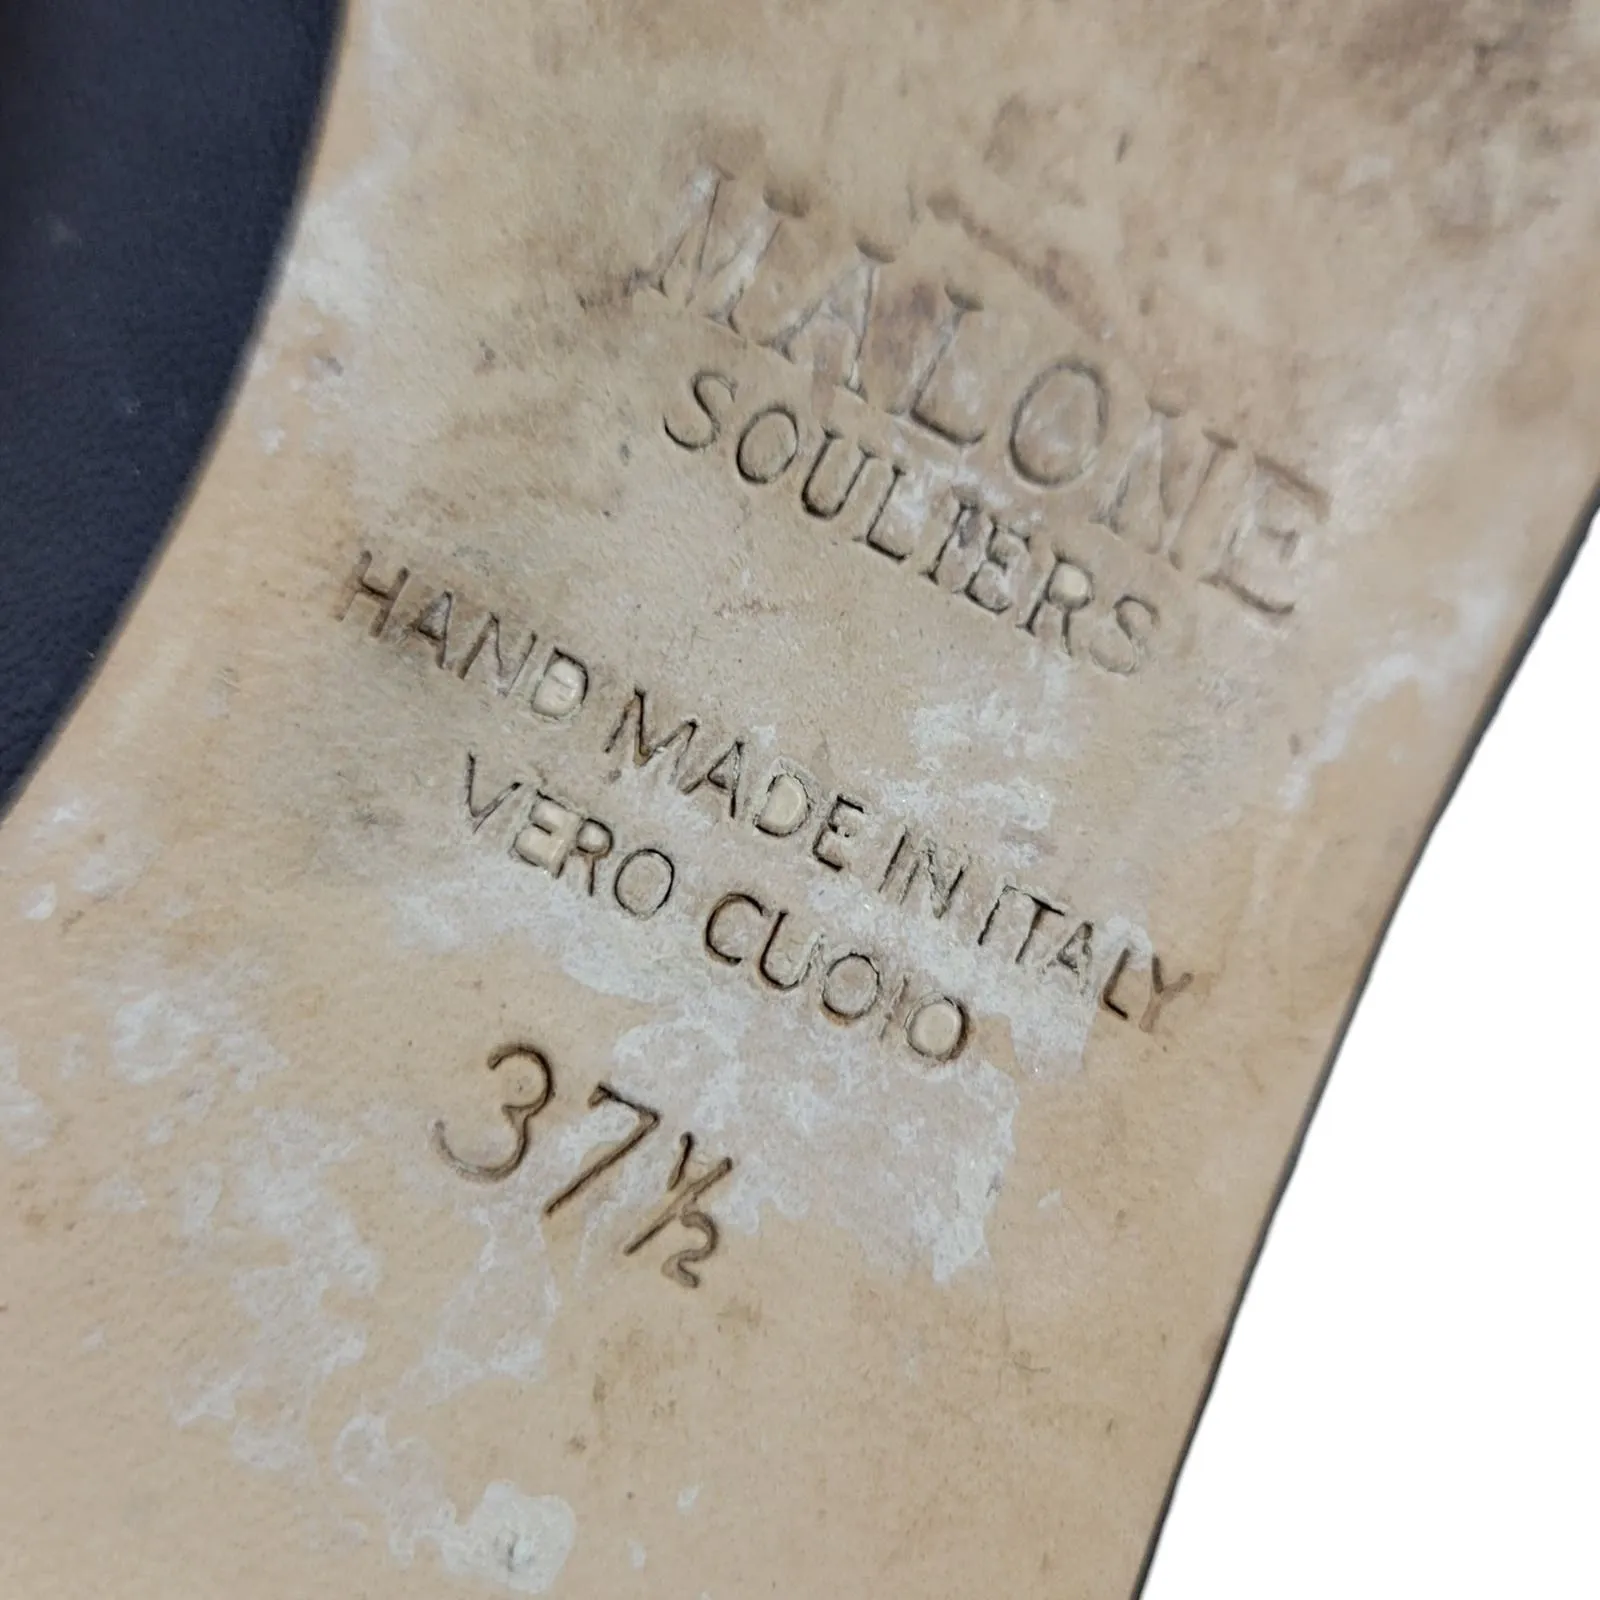 MALONE
SOULIERS
HAND MADE IN ITALY
VERO CUOIO
37½